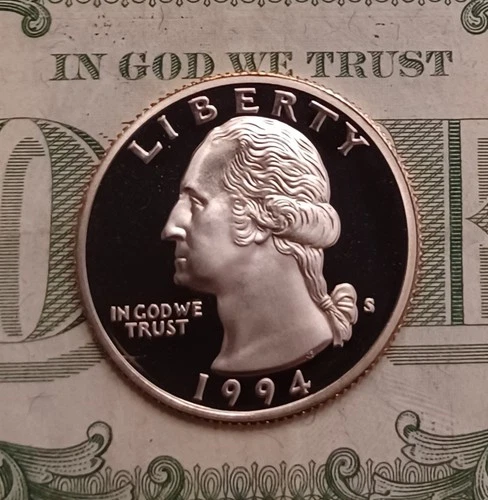 IN GOD WE TRUST
LIBERTY
IN GOD WE
TRUST
S
1994